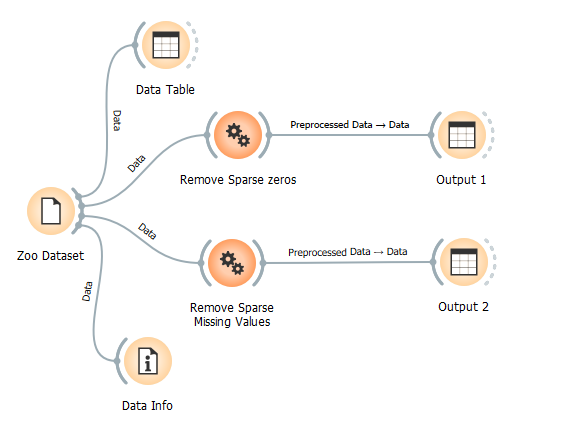 Data Table
Data
Data
Remove Sparse zeros
Preprocessed Data → Data
Output 1
Zoo Dataset
Data
Remove Sparse
Missing Values
Preprocessed Data → Data
Output 2
Data
Data Info